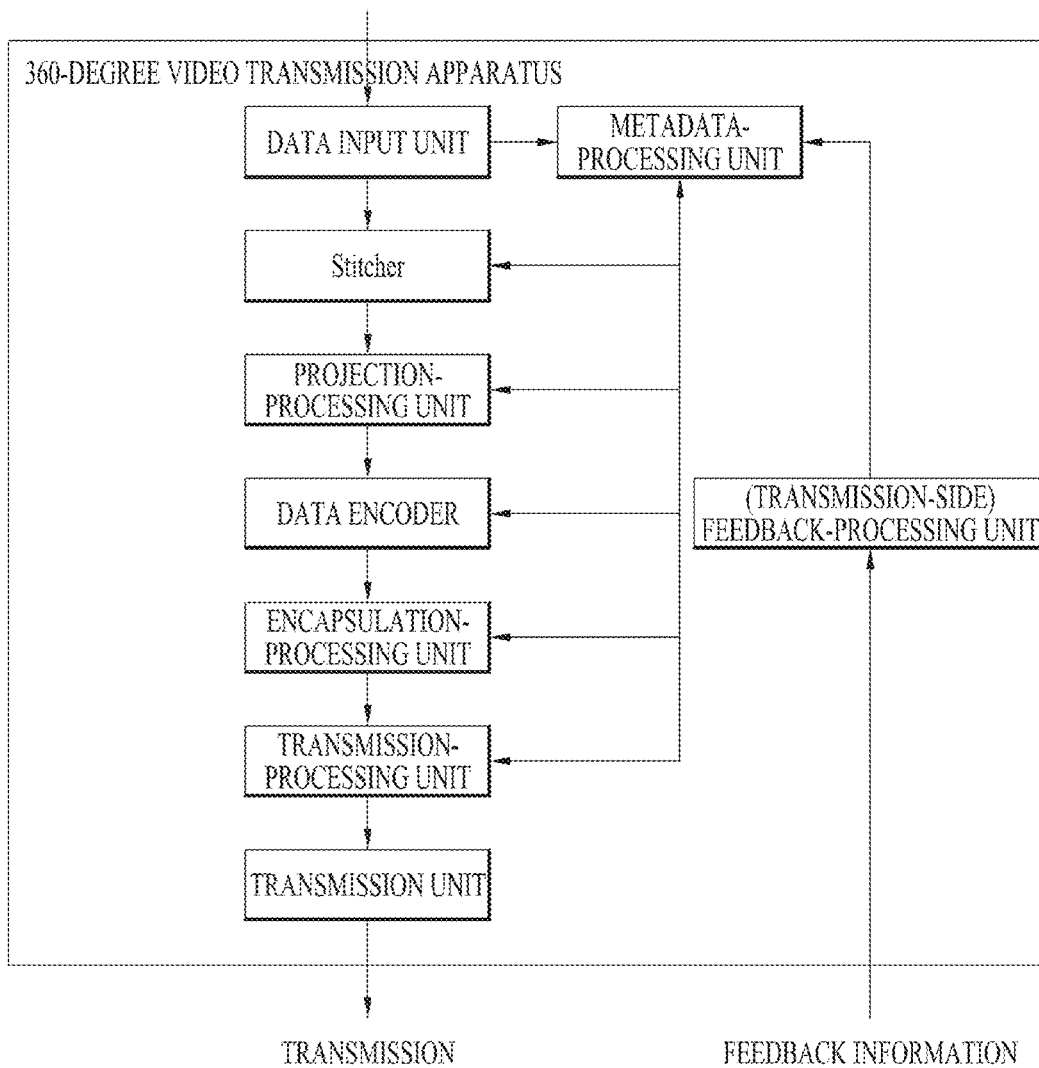 360-DEGREE VIDEO TRANSMISSION APPARATUS
DATA INPUT UNIT
METADATA-
PROCESSING UNIT
Stitcher
PROJECTION-
PROCESSING UNIT
DATA ENCODER
(TRANSMISSION-SIDE)
FEEDBACK-PROCESSING UNIT
ENCAPSULATION-
PROCESSING UNIT
TRANSMISSION-
PROCESSING UNIT
TRANSMISSION UNIT
TRANSMISSION
FEEDBACK INFORMATION